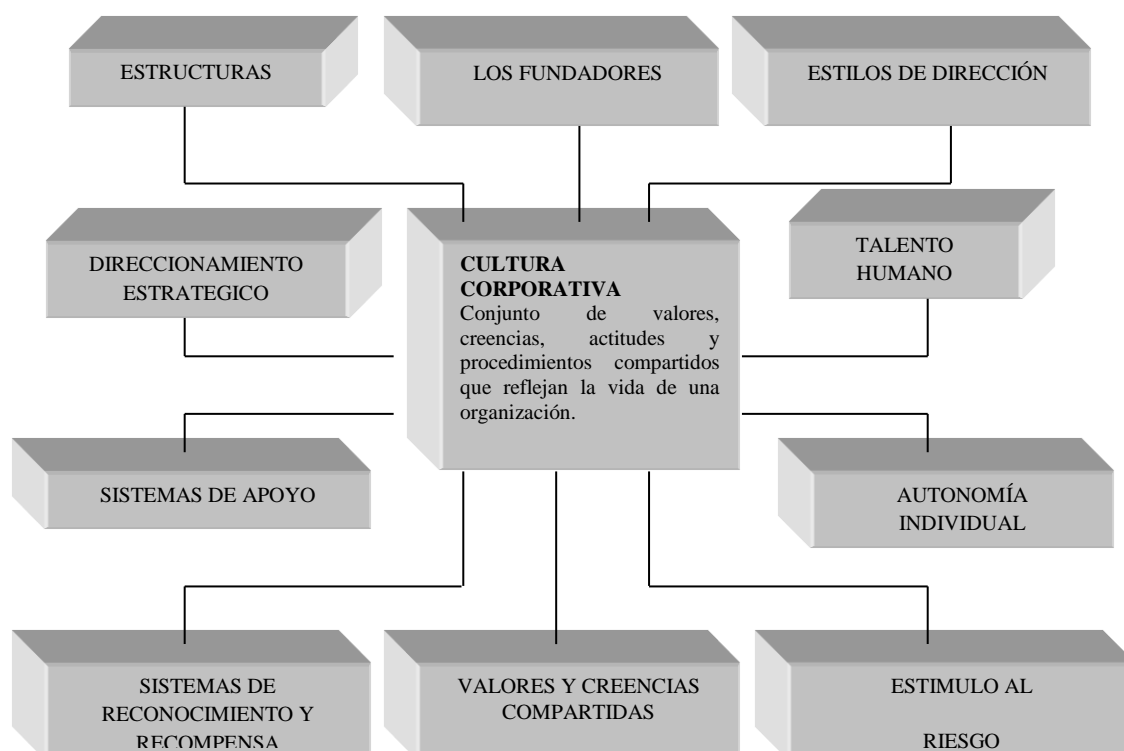 ESTRUCTURAS
LOS FUNDADORES
ESTILOS DE DIRECCIÓN
DIRECCIONAMIENTO
ESTRATEGICO
CULTURA
CORPORATIVA
Conjunto de valores,
creencias, actitudes y
procedimientos compartidos
que reflejan la vida de una
organización.
TALENTO
HUMANO
SISTEMAS DE APOYO
AUTONOMÍA
INDIVIDUAL
SISTEMAS DE
RECONOCIMIENTO Y
RECOMPENSA
VALORES Y CREENCIAS
COMPARTIDAS
ESTIMULO AL
RIESGO